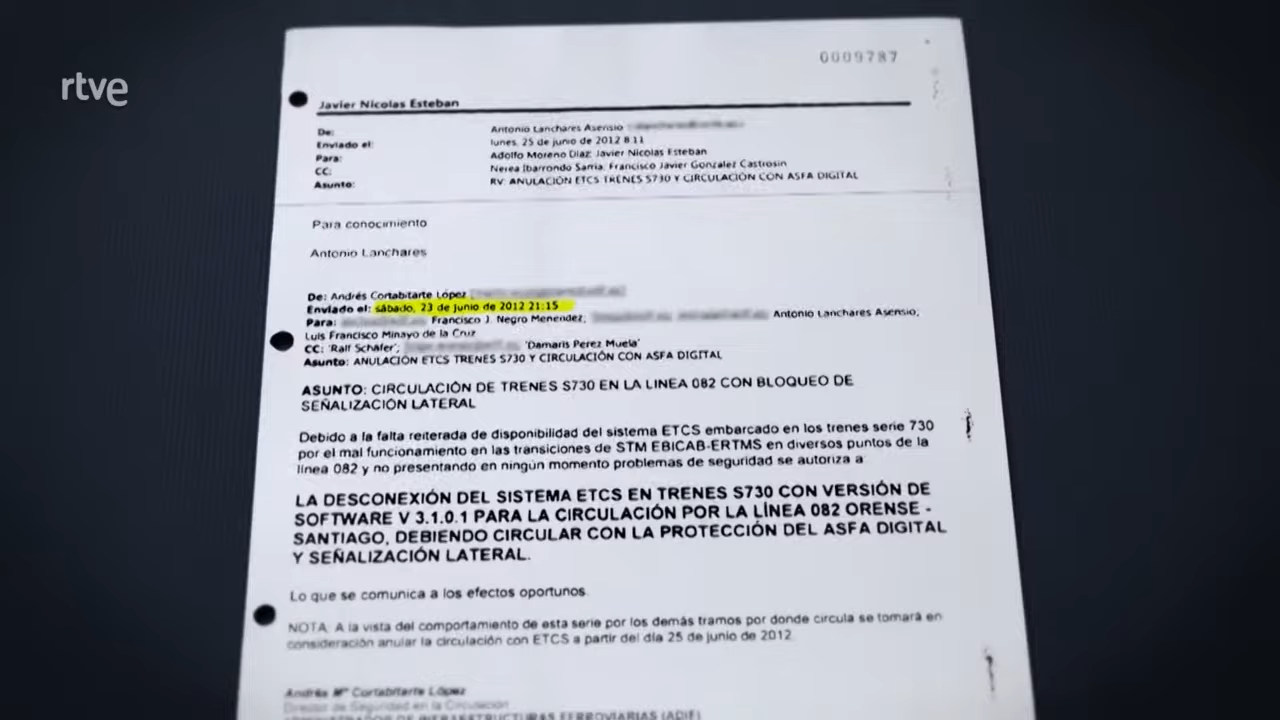 rtve
0009787
Javier Nicolas Esteban
De: Antonio Lanchares Asensio
Enviado el: lunes, 25 de junio de 2012 8:11
Para: Adolfo Moreno Diaz; Javier Nicolas Esteban
CC: Nerea Ibarrondo Sarria; Francisco Javier Gonzalez Castrosin
Asunto: RV: ANULACIÓN ETCS TRENES S730 Y CIRCULACIÓN CON ASFA DIGITAL
Para conocimiento
Antonio Lanchares
De: Andrés Cortabitarte López
Enviado el: sábado, 23 de junio de 2012 21:15
Para: Francisco J. Negro Menendez; Antonio Lanchares Asensio;
Luis Francisco Minayo de la Cruz
CC: 'Ralf Schäfer'; 'Damaris Perez Muela'
Asunto: ANULACIÓN ETCS TRENES S730 Y CIRCULACIÓN CON ASFA DIGITAL
ASUNTO: CIRCULACIÓN DE TRENES S730 EN LA LINEA 082 CON BLOQUEO DE
SEÑALIZACIÓN LATERAL
Debido a la falta reiterada de disponibilidad del sistema ETCS embarcado en los trenes serie 730
por el mal funcionamiento en las transiciones de STM EBICAB-ERTMS en diversos puntos de la
línea 082 y no presentando en ningún momento problemas de seguridad se autoriza a
LA DESCONEXIÓN DEL SISTEMA ETCS EN TRENES S730 CON VERSIÓN DE
SOFTWARE V 3.1.0.1 PARA LA CIRCULACIÓN POR LA LÍNEA 082 ORENSE -
SANTIAGO, DEBIENDO CIRCULAR CON LA PROTECCIÓN DEL ASFA DIGITAL
Y SEÑALIZACIÓN LATERAL.
Lo que se comunica a los efectos oportunos.
NOTA: A la vista del comportamiento de esta serie por los demás tramos por donde circula se tomará en
consideración anular la circulación con ETCS a partir del día 25 de junio de 2012.
Andrés Mª Cortabitarte López
Director de Seguridad en la Circulación
ADMINISTRADOR DE INFRAESTRUCTURAS FERROVIARIAS (ADIF)